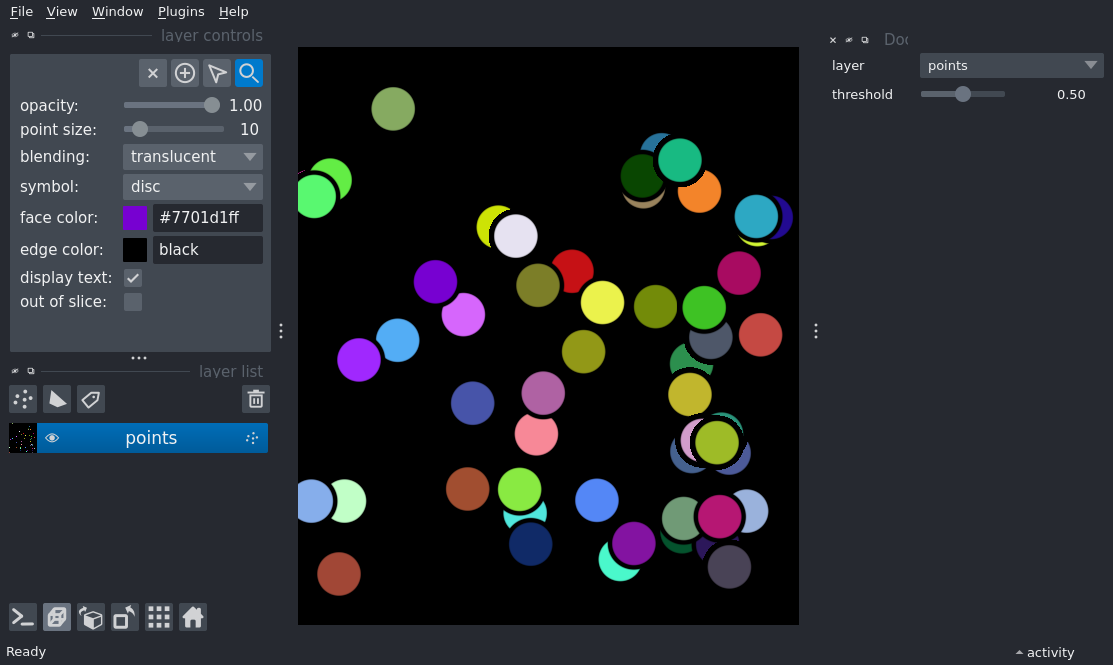 File View Window Plugins Help
layer controls
opacity: 1.00
point size: 10
blending: translucent
symbol: disc
face color: #7701d1ff
edge color: black
display text:
out of slice:
layer list
points
Ready
Doc
layer points
threshold 0.50
activity